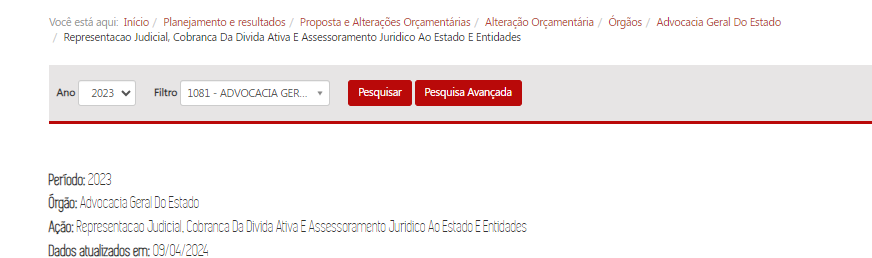 Você está aqui: Início / Planejamento e resultados / Proposta e Alterações Orçamentárias / Alteração Orçamentária / Órgãos / Advocacia Geral Do Estado
/ Representacao Judicial, Cobranca Da Divida Ativa E Assessoramento Juridico Ao Estado E Entidades
Ano 2023 Filtro 1081 - ADVOCACIA GER... Pesquisar Pesquisa Avançada
Período: 2023
Órgão: Advocacia Geral Do Estado
Ação: Representacao Judicial, Cobranca Da Divida Ativa E Assessoramento Juridico Ao Estado E Entidades
Dados atualizados em: 09/04/2024